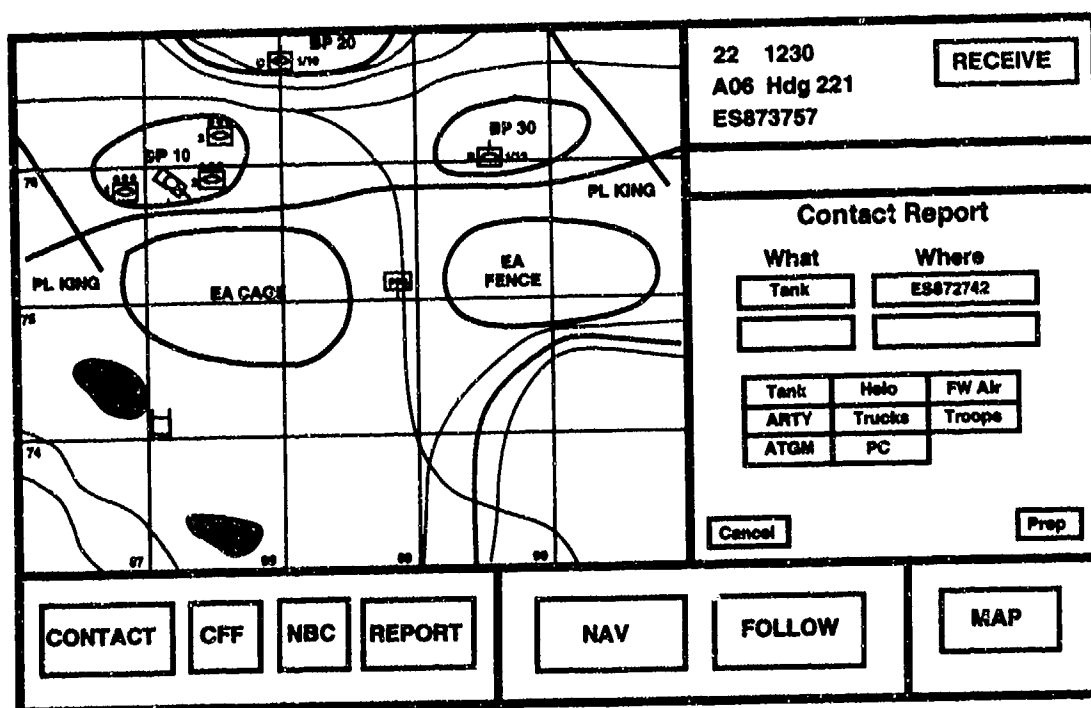 BP 20
1/10
BP 30
BP 10
76
PL KING
PL KING
EA CAGE
EA
FENCE
75
74
87
22 1230
A06 Hdg 221
ES873757
RECEIVE
Contact Report
What Where
Tank ES872742
Tank Helo FW Air
ARTY Trucks Troops
ATGM PC
Cancel Prep
CONTACT CFF NBC REPORT NAV FOLLOW MAP